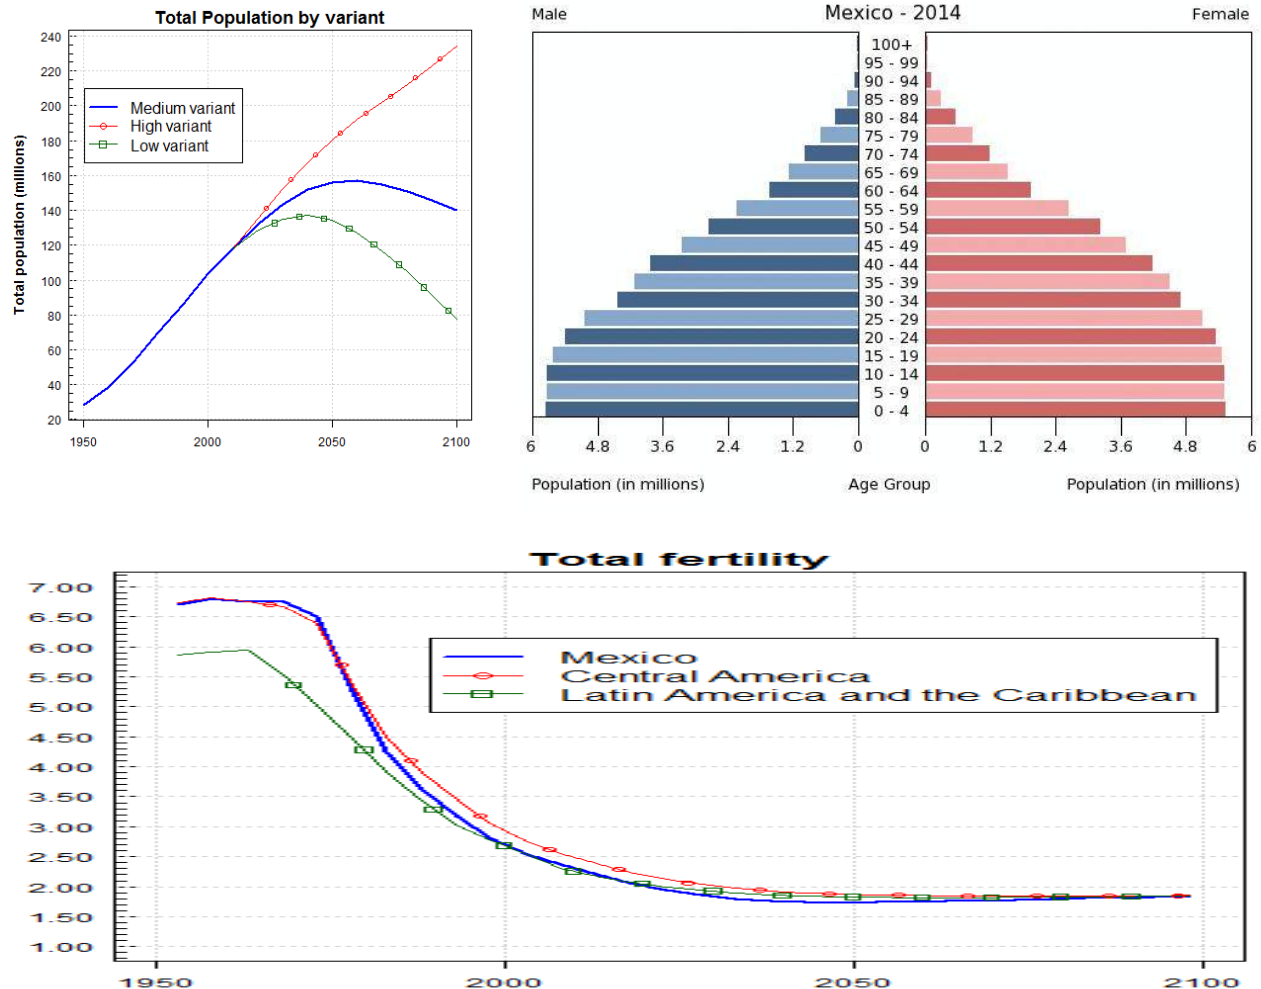 Total Population by variant
Total population (millions)
240
220
200
180
160
140
120
100
80
60
40
20
Medium variant
High variant
Low variant
1950 2000 2050 2100
Male Mexico - 2014 Female
100+
95 - 99
90 - 94
85 - 89
80 - 84
75 - 79
70 - 74
65 - 69
60 - 64
55 - 59
50 - 54
45 - 49
40 - 44
35 - 39
30 - 34
25 - 29
20 - 24
15 - 19
10 - 14
5 - 9
0 - 4
6 4.8 3.6 2.4 1.2 0 0 1.2 2.4 3.6 4.8 6
Population (in millions) Age Group Population (in millions)
Total fertility
7.00
6.50
6.00
5.50
5.00
4.50
4.00
3.50
3.00
2.50
2.00
1.50
1.00
Mexico
Central America
Latin America and the Caribbean
1950 2000 2050 2100